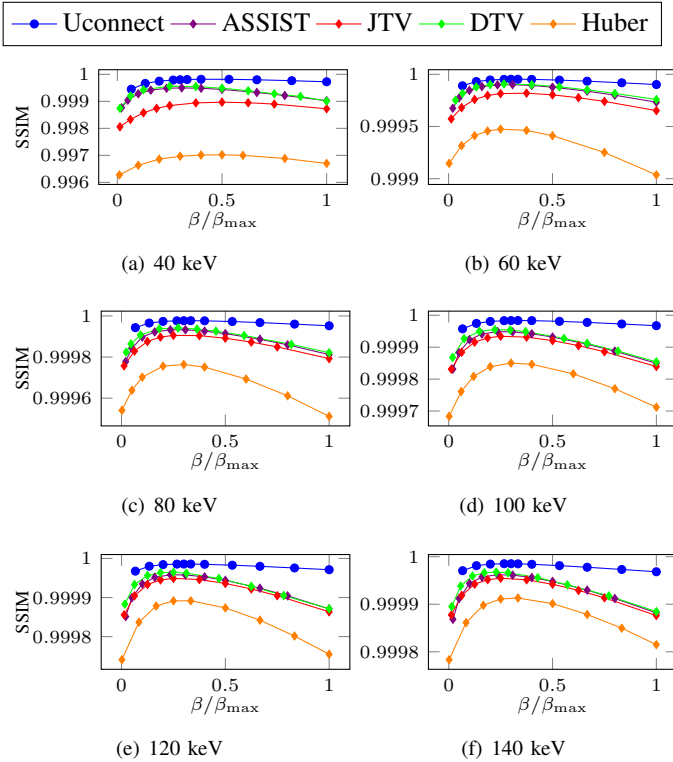 Uconnect ASSIST JTV DTV Huber
1
0.999
0.998
0.997
0.996
SSIM
0 0.5 1
β/βmax
(a) 40 keV
1
0.9995
0.999
0 0.5 1
β/βmax
(b) 60 keV
1
0.9998
0.9996
SSIM
0 0.5 1
β/βmax
(c) 80 keV
1
0.9999
0.9998
0.9997
0 0.5 1
β/βmax
(d) 100 keV
1
0.9999
0.9998
SSIM
0 0.5 1
β/βmax
(e) 120 keV
1
0.9999
0.9998
0 0.5 1
β/βmax
(f) 140 keV